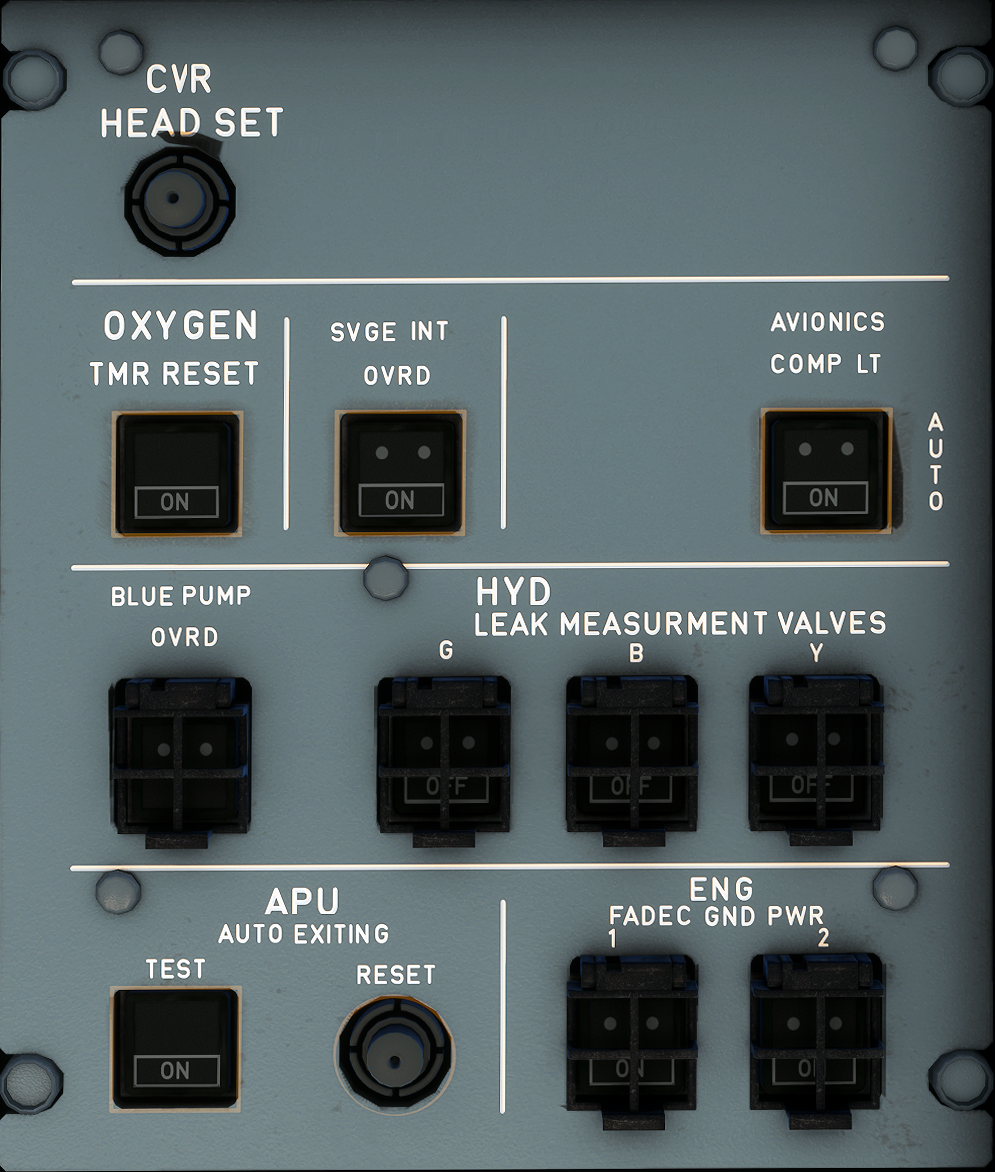 CVR
HEAD SET
OXYGEN
TMR RESET
ON
SVGE INT
OVRD
ON
AVIONICS
COMP LT
ON
AUTO
BLUE PUMP
OVRD
HYD
LEAK MEASURMENT VALVES
G B Y
OFF OFF OFF
APU
AUTO EXITING
TEST
ON
RESET
ENG
FADEC GND PWR
1 2
ON ON